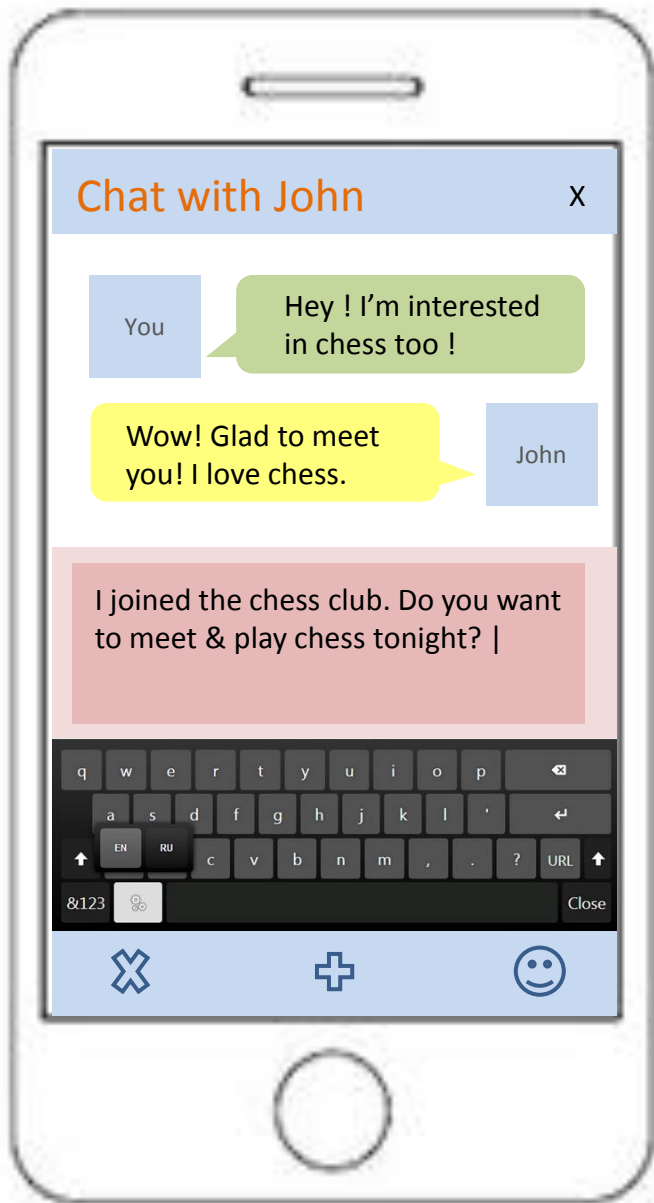 Chat with John X
You
Hey ! I’m interested
in chess too !
Wow! Glad to meet
you! I love chess.
John
I joined the chess club. Do you want
to meet & play chess tonight? |
q w e r t y u i o p
a s d f g h j k l '
EN RU
c v b n m , . ? URL
&123 Close